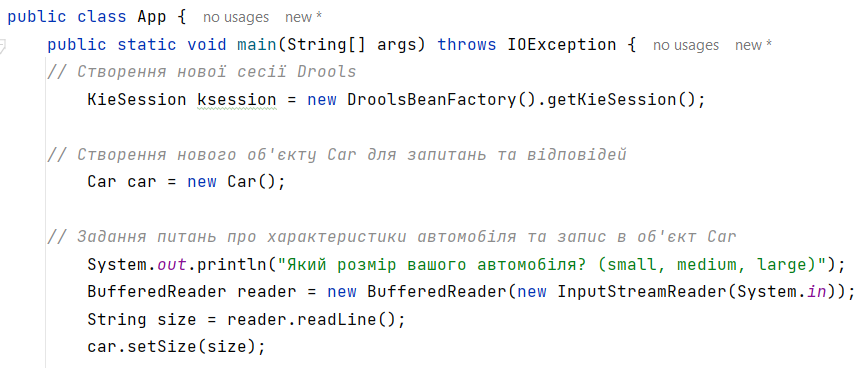 public class App {  no usages  new *
public static void main(String[] args) throws IOException {  no usages  new *
// Створення нової сесії Drools
KieSession ksession = new DroolsBeanFactory().getKieSession();
// Створення нового об'єкту Car для запитань та відповідей
Car car = new Car();
// Задання питань про характеристики автомобіля та запис в об'єкт Car
System.out.println("Який розмір вашого автомобіля? (small, medium, large)");
BufferedReader reader = new BufferedReader(new InputStreamReader(System.in));
String size = reader.readLine();
car.setSize(size);